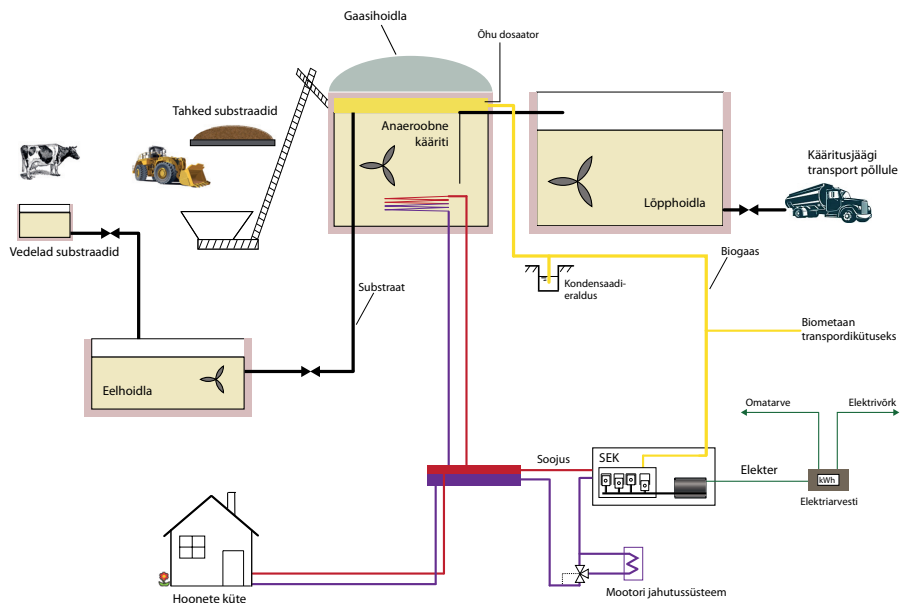 Gaasihoidla
Õhu dosaator
Tahked substraadid
Anaeroobne
kääriti
Kääritusjäägi
transport põllule
Lõpphoidla
Vedelad substraadid
Biogaas
Kondensaadi-
eraldus
Substraat
Biometaan
transpordikütuseks
Eelhoidla
Omatarve
Elektrivõrk
Soojus
SEK
Elekter
kWh
Elektriarvesti
Hoonete küte
Mootori jahutussüsteem